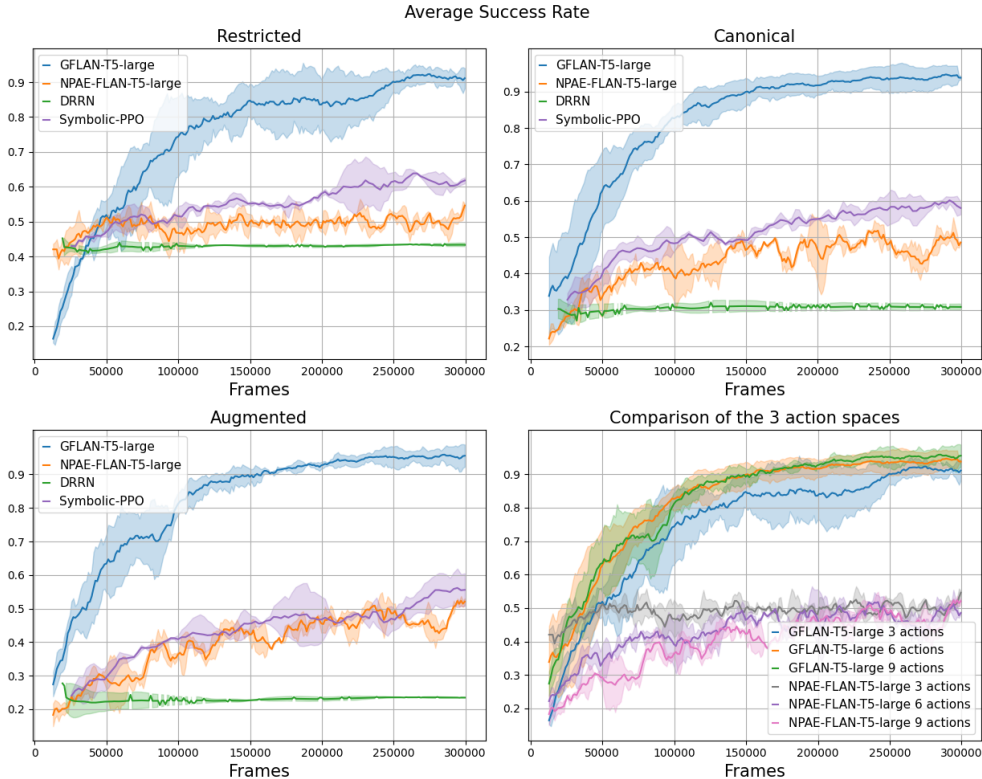 Average Success Rate
Restricted
GFLAN-T5-large
NPAE-FLAN-T5-large
DRRN
Symbolic-PPO
0.9
0.8
0.7
0.6
0.5
0.4
0.3
0.2
0
50000
100000
150000
200000
250000
300000
Frames
Canonical
GFLAN-T5-large
NPAE-FLAN-T5-large
DRRN
Symbolic-PPO
0.9
0.8
0.7
0.6
0.5
0.4
0.3
0.2
0
50000
100000
150000
200000
250000
300000
Frames
Augmented
GFLAN-T5-large
NPAE-FLAN-T5-large
DRRN
Symbolic-PPO
0.9
0.8
0.7
0.6
0.5
0.4
0.3
0.2
0
50000
100000
150000
200000
250000
300000
Frames
Comparison of the 3 action spaces
0.9
0.8
0.7
0.6
0.5
0.4
0.3
0.2
GFLAN-T5-large 3 actions
GFLAN-T5-large 6 actions
GFLAN-T5-large 9 actions
NPAE-FLAN-T5-large 3 actions
NPAE-FLAN-T5-large 6 actions
NPAE-FLAN-T5-large 9 actions
0
50000
100000
150000
200000
250000
300000
Frames